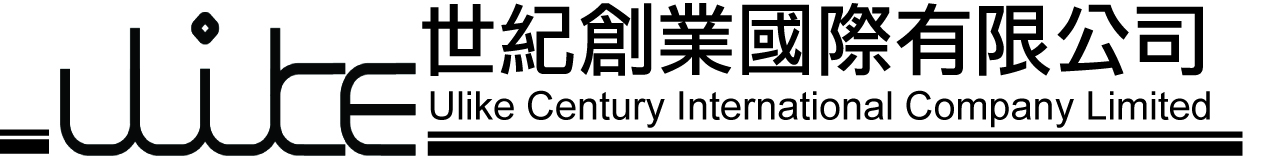 ulike
世紀創業國際有限公司
Ulike Century International Company Limited